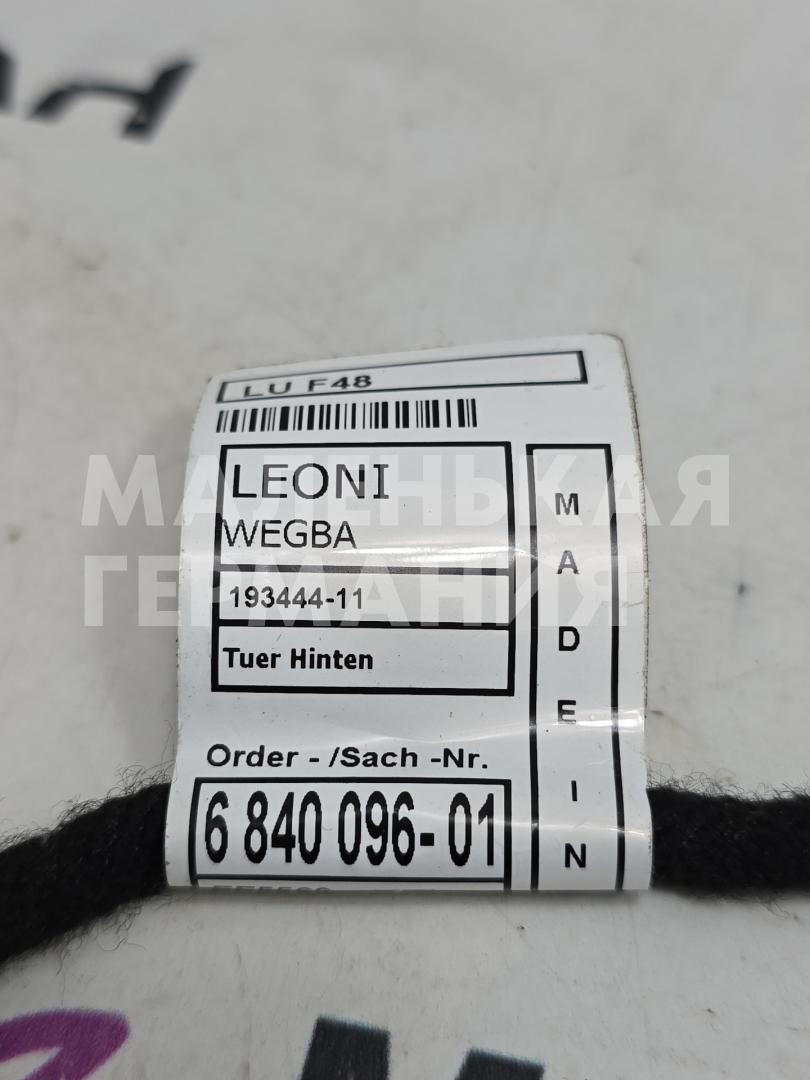 LU F48
LEONI
WEGBA
193444-11
Tuer Hinten
Order - /Sach -Nr.
6 840 096-01
MADE IN
МАЛЕНЬКАЯ
ГЕРМАНИЯ